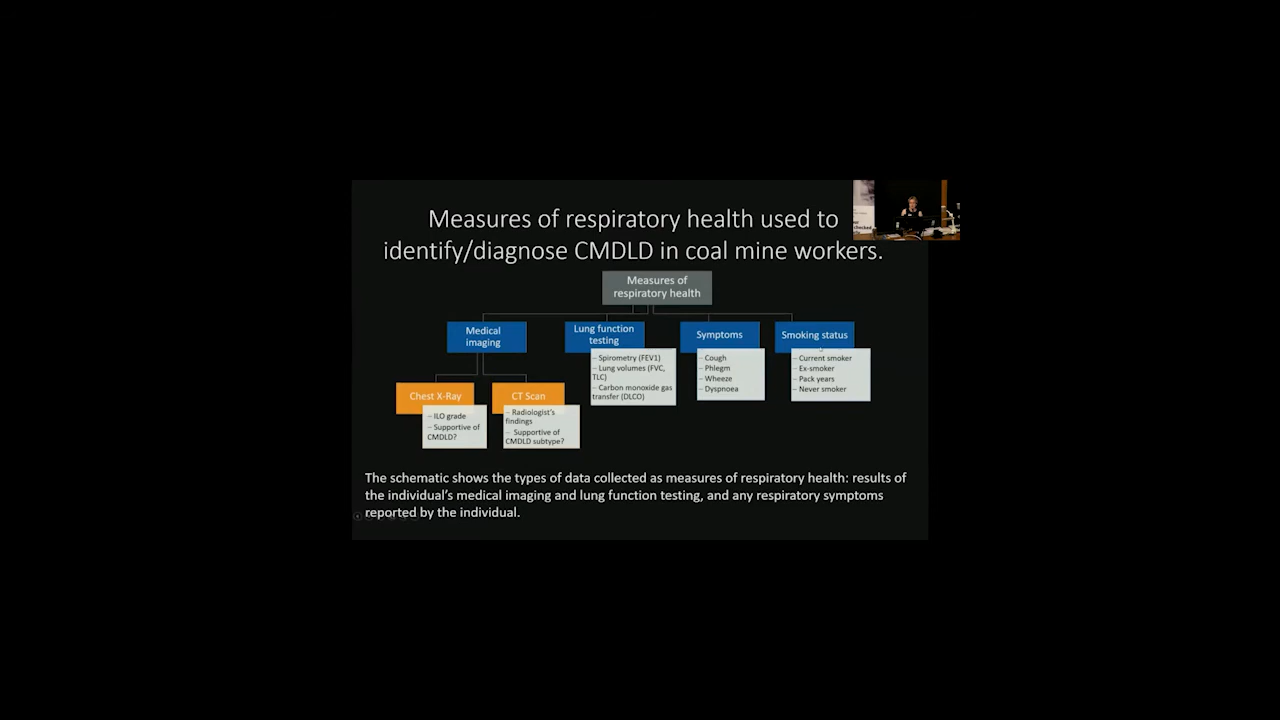 Measures of respiratory health used to
identify/diagnose CMDLD in coal mine workers.
Measures of
respiratory health
Medical
imaging
Chest X-Ray
– ILO grade
– Supportive of
CMDLD?
CT Scan
– Radiologist's
findings
– Supportive of
CMDLD subtype?
Lung function
testing
– Spirometry (FEV1)
– Lung volumes (FVC,
TLC)
– Carbon monoxide gas
transfer (DLCO)
Symptoms
– Cough
– Phlegm
– Wheeze
– Dyspnoea
Smoking status
– Current smoker
– Ex-smoker
– Pack years
– Never smoker
The schematic shows the types of data collected as measures of respiratory health: results of
the individual's medical imaging and lung function testing, and any respiratory symptoms
reported by the individual.